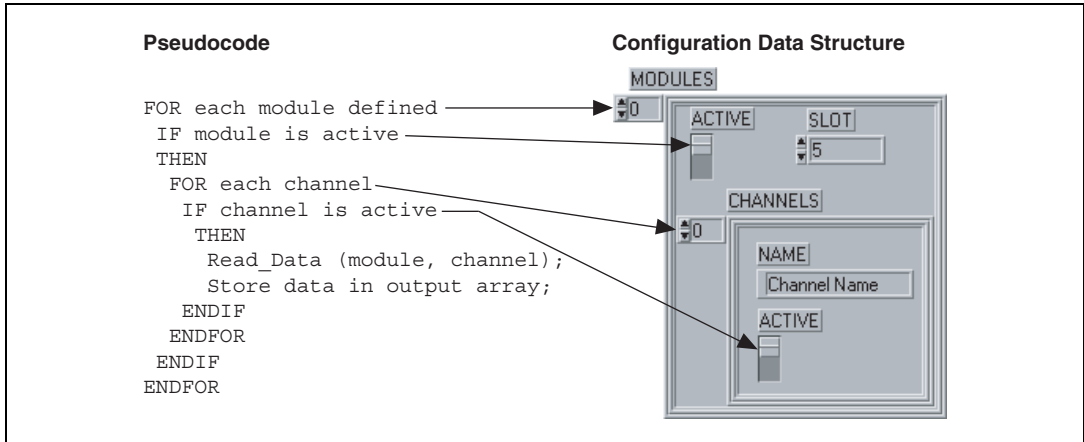 Pseudocode
FOR each module defined
IF module is active
THEN
FOR each channel
IF channel is active
THEN
Read_Data (module, channel);
Store data in output array;
ENDIF
ENDFOR
ENDIF
ENDFOR
Configuration Data Structure
MODULES
0
ACTIVE SLOT
5
CHANNELS
0
NAME
Channel Name
ACTIVE